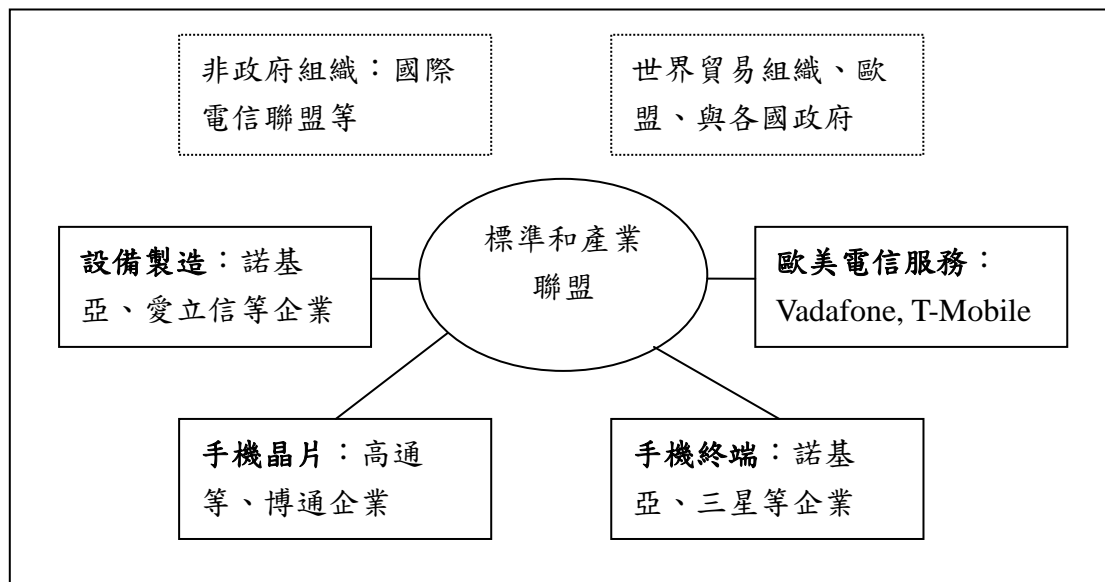 非政府組織：國際
電信聯盟等
世界貿易組織、歐
盟、與各國政府
標準和產業
聯盟
設備製造：諾基
亞、愛立信等企業
歐美電信服務：
Vadafone, T-Mobile
手機晶片：高通
等、博通企業
手機終端：諾基
亞、三星等企業